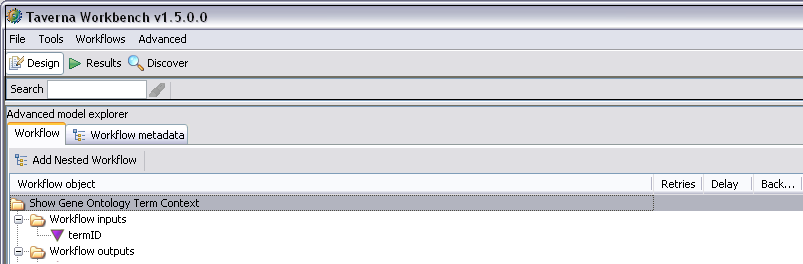 Taverna Workbench v1.5.0.0
File Tools Workflows Advanced
Design Results Discover
Search
Advanced model explorer
Workflow Workflow metadata
Add Nested Workflow
Workflow object Retries Delay Back...
Show Gene Ontology Term Context
Workflow inputs
termID
Workflow outputs